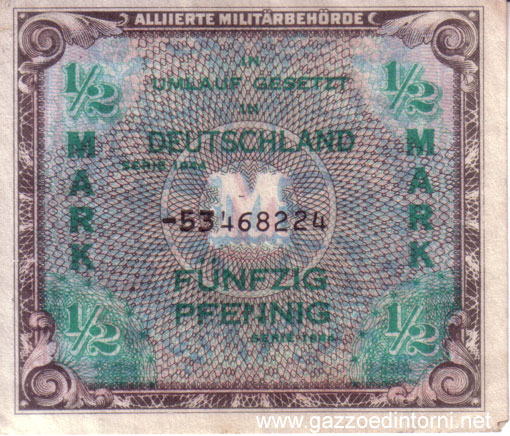 ALLIIERTE MILITÄRBEHÖRDE
1/2 1/2
IN
UMLAUF GESETZT
IN
DEUTSCHLAND
SERIE 1944
MARK MARK
M
-53468224
FÜNFZIG
PFENNIG
SERIE 1944
1/2 1/2
www.gazzoedintorni.net